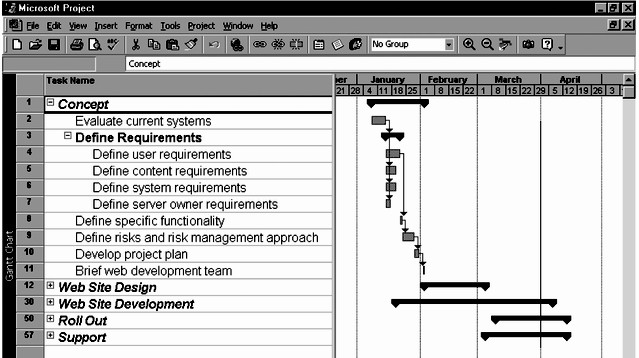 Microsoft Project
File Edit View Insert Format Tools Project Window Help
No Group
Concept
Task Name
er January February March April
21 28 4 11 18 25 1 8 15 22 1 8 15 22 29 5 12 19 26 3
1 Concept
2 Evaluate current systems
3 Define Requirements
4 Define user requirements
5 Define content requirements
6 Define system requirements
7 Define server owner requirements
8 Define specific functionality
9 Define risks and risk management approach
10 Develop project plan
11 Brief web development team
12 Web Site Design
30 Web Site Development
50 Roll Out
57 Support
Gantt Chart